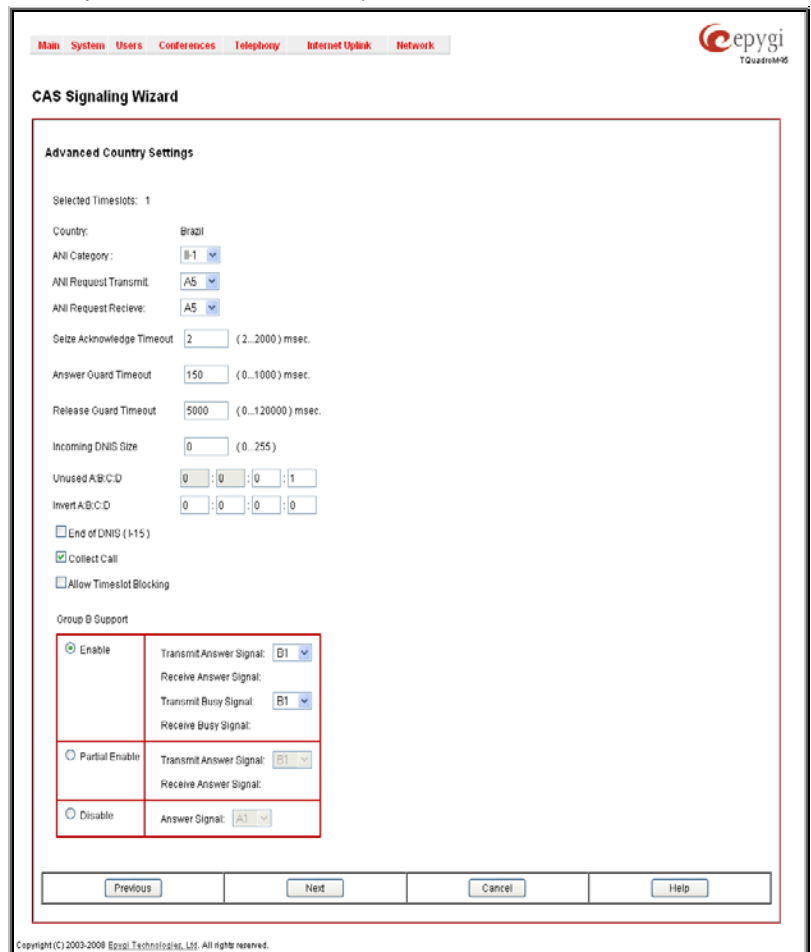 Main System Users Conferences Telephony Internet Uplink Network
epygi
TQuadroM46
CAS Signaling Wizard
Advanced Country Settings
Selected Timeslots: 1
Country: Brazil
ANI Category : II-1
ANI Request Transmit: A5
ANI Request Recieve: A5
Seize Acknowledge Timeout 2 ( 2...2000 ) msec.
Answer Guard Timeout 150 ( 0...1000 ) msec.
Release Guard Timeout 5000 ( 0...120000 ) msec.
Incoming DNIS Size 0 ( 0...255 )
Unused A:B:C:D 0 : 0 : 0 : 1
Invert A:B:C:D 0 : 0 : 0 : 0
End of DNIS ( I-15 )
Collect Call
Allow Timeslot Blocking
Group B Support
Enable Transmit Answer Signal: B1
Receive Answer Signal:
Transmit Busy Signal: B1
Receive Busy Signal:
Partial Enable Transmit Answer Signal: B1
Receive Answer Signal:
Disable Answer Signal: A1
Previous Next Cancel Help
Copyright (C) 2003-2008 Epygi Technologies, Ltd. All rights reserved.